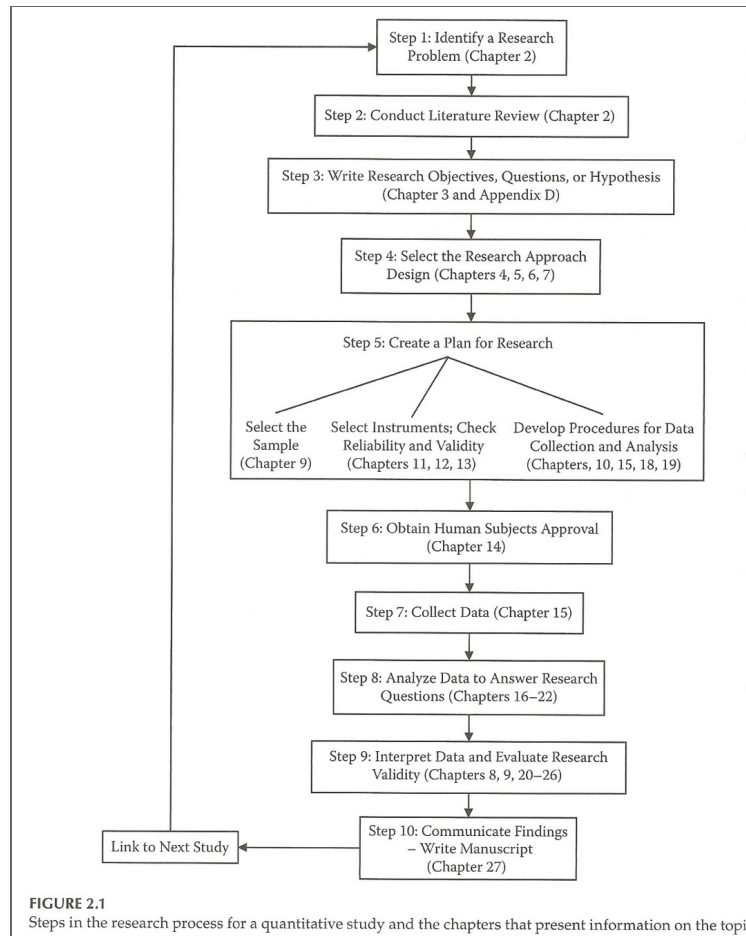 Step 1: Identify a Research
Problem (Chapter 2)
Step 2: Conduct Literature Review (Chapter 2)
Step 3: Write Research Objectives, Questions, or Hypothesis
(Chapter 3 and Appendix D)
Step 4: Select the Research Approach
Design (Chapters 4, 5, 6, 7)
Step 5: Create a Plan for Research
Select the
Sample
(Chapter 9)
Select Instruments; Check
Reliability and Validity
(Chapters 11, 12, 13)
Develop Procedures for Data
Collection and Analysis
(Chapters, 10, 15, 18, 19)
Step 6: Obtain Human Subjects Approval
(Chapter 14)
Step 7: Collect Data (Chapter 15)
Step 8: Analyze Data to Answer Research
Questions (Chapters 16–22)
Step 9: Interpret Data and Evaluate Research
Validity (Chapters 8, 9, 20–26)
Step 10: Communicate Findings
– Write Manuscript
(Chapter 27)
Link to Next Study
FIGURE 2.1
Steps in the research process for a quantitative study and the chapters that present information on the topi